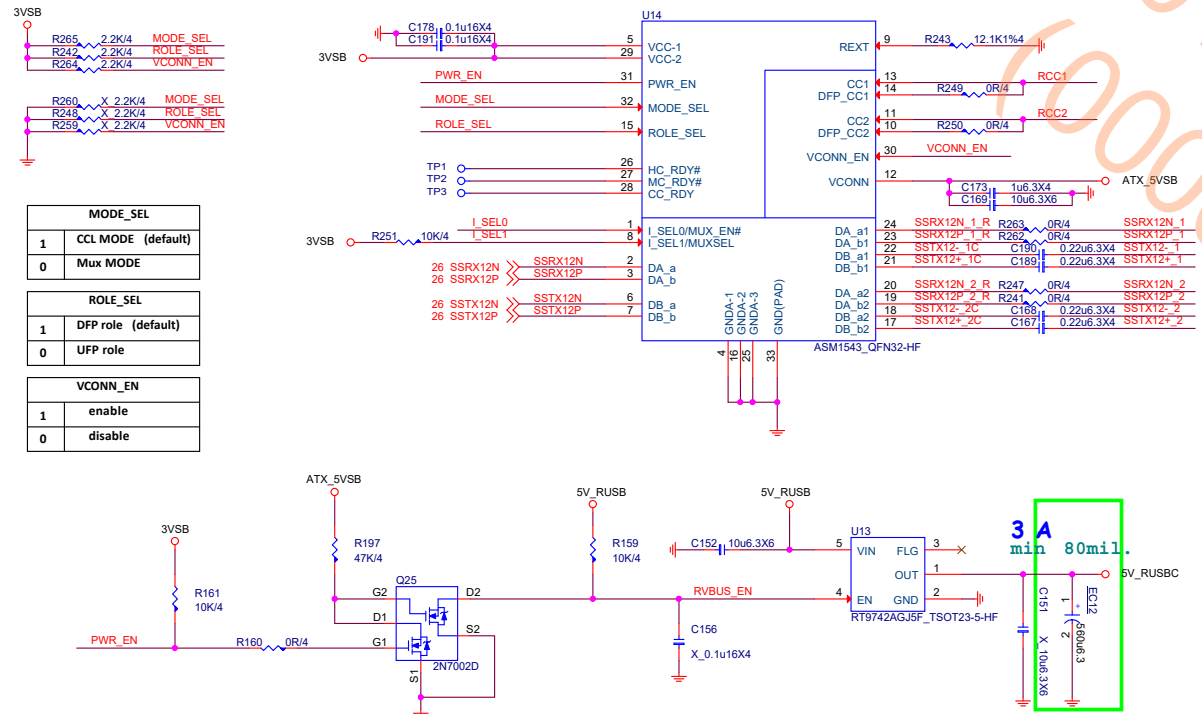 3VSB
R265 2.2K/4 MODE_SEL
R242 2.2K/4 ROLE_SEL
R264 2.2K/4 VCONN_EN
R260 X_2.2K/4 MODE_SEL
R248 X_2.2K/4 ROLE_SEL
R259 X_2.2K/4 VCONN_EN
MODE_SEL
1 CCL MODE (default)
0 Mux MODE
ROLE_SEL
1 DFP role (default)
0 UFP role
VCONN_EN
1 enable
0 disable
U14
C178 0.1u16X4
C191 0.1u16X4
3VSB
5 VCC-1
29 VCC-2
PWR_EN 31 PWR_EN
MODE_SEL 32 MODE_SEL
ROLE_SEL 15 ROLE_SEL
TP1 26 HC_RDY#
TP2 27 MC_RDY#
TP3 28 CC_RDY
I_SEL0 1 I_SEL0/MUX_EN#
3VSB R251 10K/4 I_SEL1 8 I_SEL1/MUXSEL
26 SSRX12N SSRX12N 2 DA_a
26 SSRX12P SSRX12P 3 DA_b
26 SSTX12N SSTX12N 6 DB_a
26 SSTX12P SSTX12P 7 DB_b
REXT 9 R243 12.1K1%4
CC1 13 RCC1
DFP_CC1 14 R249 0R/4
CC2 11 RCC2
DFP_CC2 10 R250 0R/4
VCONN_EN 30 VCONN_EN
VCONN 12 ATX_5VSB
C173 1u6.3X4
C169 10u6.3X6
DA_a1 24 SSRX12N_1_R R263 0R/4 SSRX12N_1
DA_b1 23 SSRX12P_1_R R262 0R/4 SSRX12P_1
DB_a1 22 SSTX12-_1C C190 0.22u6.3X4 SSTX12-_1
DB_b1 21 SSTX12+_1C C189 0.22u6.3X4 SSTX12+_1
DA_a2 20 SSRX12N_2_R R247 0R/4 SSRX12N_2
DA_b2 19 SSRX12P_2_R R241 0R/4 SSRX12P_2
DB_a2 18 SSTX12-_2C C168 0.22u6.3X4 SSTX12-_2
DB_b2 17 SSTX12+_2C C167 0.22u6.3X4 SSTX12+_2
GNDA-1 GNDA-2 GNDA-3 GND(PAD)
4 16 25 33
ASM1543_QFN32-HF
3VSB
R161
10K/4
PWR_EN
R160 0R/4
ATX_5VSB
R197
47K/4
Q25
G2 D2
D1 S2
G1
S1
2N7002D
5V_RUSB
R159
10K/4
RVBUS_EN
C156
X_0.1u16X4
5V_RUSB
C152 10u6.3X6
U13
5 VIN FLG 3
OUT 1
4 EN GND 2
RT9742AGJ5F_TSOT23-5-HF
3 A
min 80mil.
5V_RUSBC
C151
X_10u6.3X6
EC12
1 + 2
560u6.3
(000